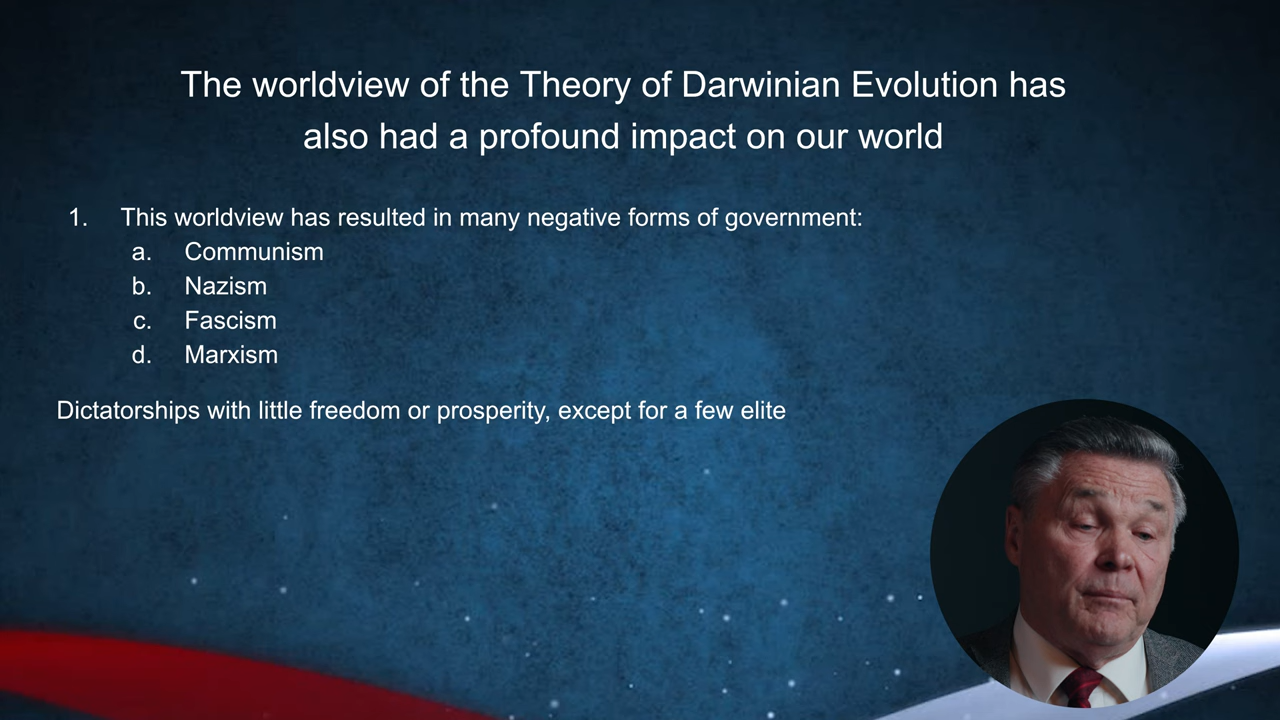 The worldview of the Theory of Darwinian Evolution has
also had a profound impact on our world
1. This worldview has resulted in many negative forms of government:
a. Communism
b. Nazism
c. Fascism
d. Marxism
Dictatorships with little freedom or prosperity, except for a few elite